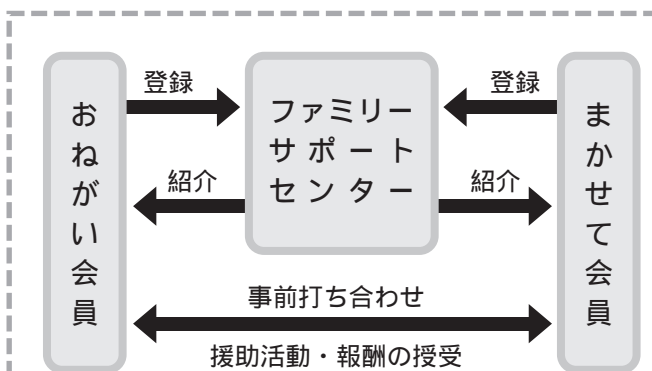 おねがい会員
登録
ファミリー
サポート
センター
登録
まかせて会員
紹介
紹介
事前打ち合わせ
援助活動・報酬の授受